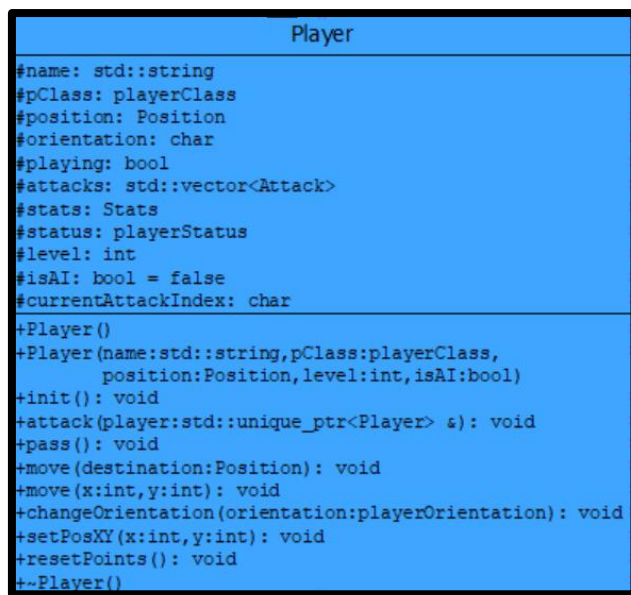 Player
#name: std::string
#pClass: playerClass
#position: Position
#orientation: char
#playing: bool
#attacks: std::vector<Attack>
#stats: Stats
#status: playerStatus
#level: int
#isAI: bool = false
#currentAttackIndex: char
+Player()
+Player(name:std::string,pClass:playerClass,
position:Position,level:int,isAI:bool)
+init(): void
+attack(player:std::unique_ptr<Player> &): void
+pass(): void
+move(destination:Position): void
+move(x:int,y:int): void
+changeOrientation(orientation:playerOrientation): void
+setPosXY(x:int,y:int): void
+resetPoints(): void
+~Player()